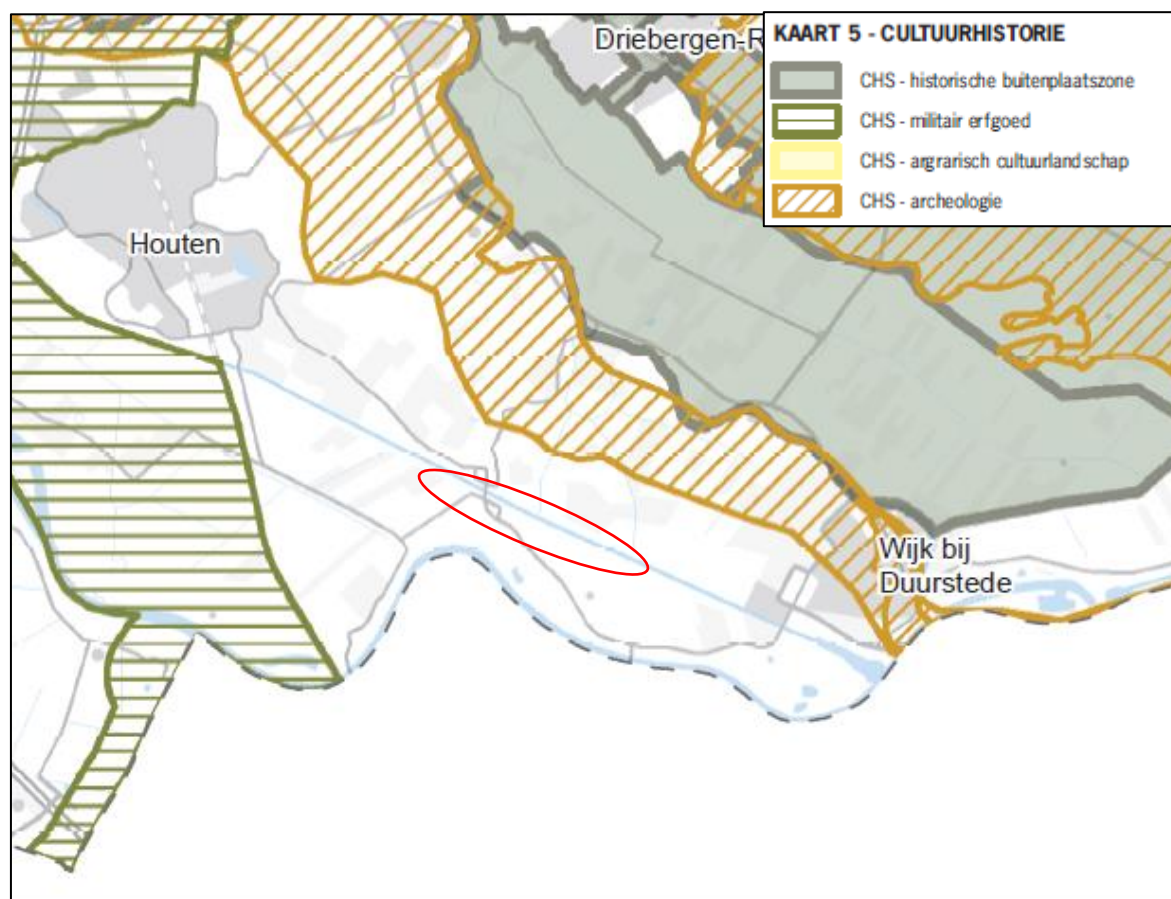 Driebergen-R
KAART 5 - CULTUURHISTORIE
CHS - historische buitenplaatszone
CHS - militair erfgoed
CHS - argrarisch cultuurlandschap
CHS - archeologie
Houten
Wijk bij
Duurstede